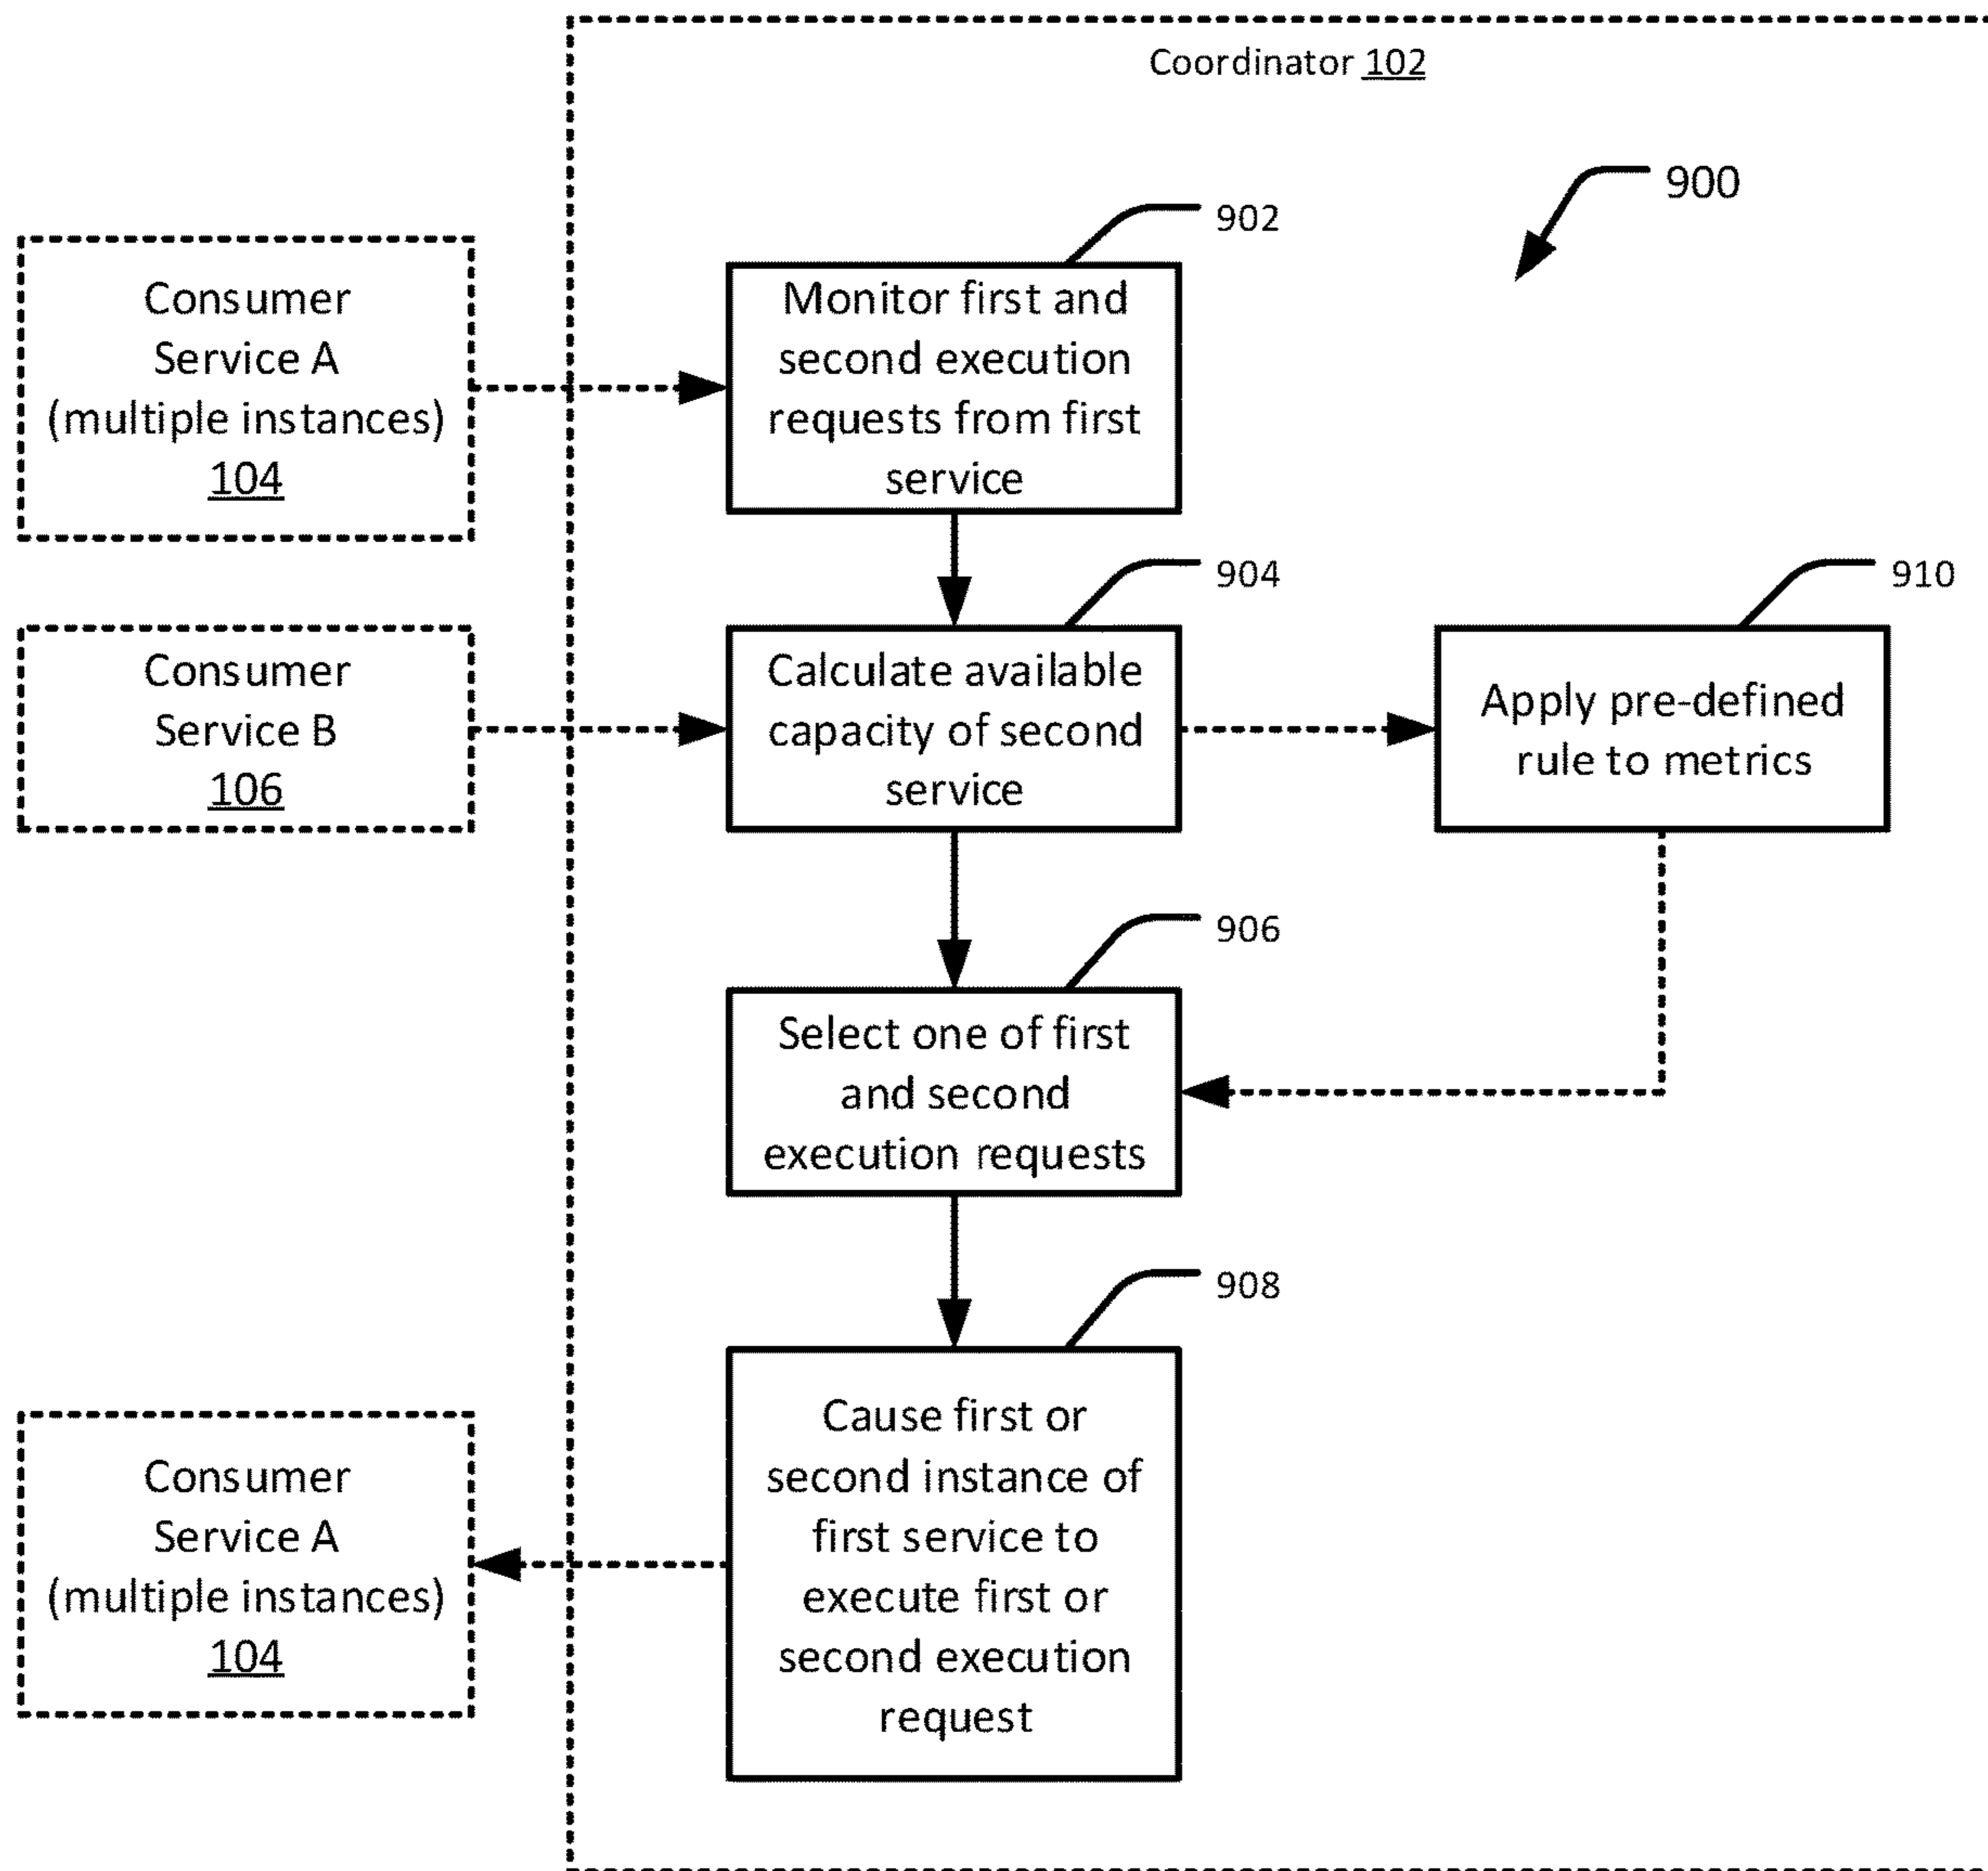 Coordinator 102
900
902
Consumer
Service A
(multiple instances)
104
Monitor first and
second execution
requests from first
service
904
910
Consumer
Service B
106
Calculate available
capacity of second
service
Apply pre-defined
rule to metrics
906
Select one of first
and second
execution requests
908
Consumer
Service A
(multiple instances)
104
Cause first or
second instance of
first service to
execute first or
second execution
request